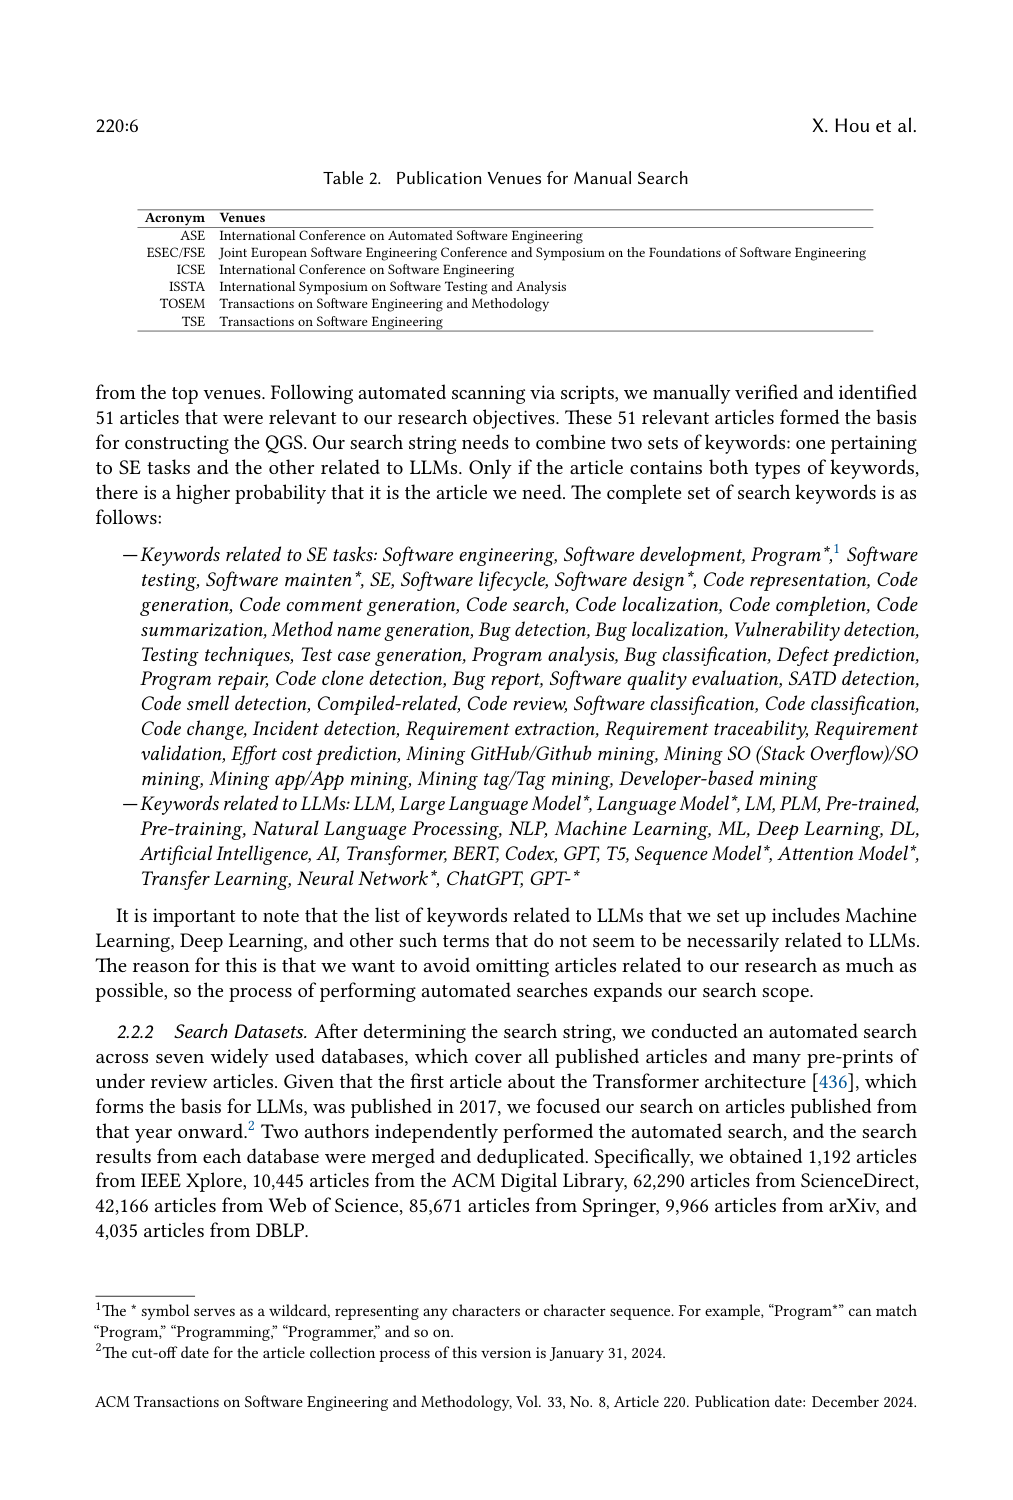 220:6 X. Hou et al.
Table 2. Publication Venues for Manual Search
Acronym Venues
ASE International Conference on Automated Software Engineering
ESEC/FSE Joint European Software Engineering Conference and Symposium on the Foundations of Software Engineering
ICSE International Conference on Software Engineering
ISSTA International Symposium on Software Testing and Analysis
TOSEM Transactions on Software Engineering and Methodology
TSE Transactions on Software Engineering
from the top venues. Following automated scanning via scripts, we manually verified and identified
51 articles that were relevant to our research objectives. These 51 relevant articles formed the basis
for constructing the QGS. Our search string needs to combine two sets of keywords: one pertaining
to SE tasks and the other related to LLMs. Only if the article contains both types of keywords,
there is a higher probability that it is the article we need. The complete set of search keywords is as
follows:
—Keywords related to SE tasks: Software engineering, Software development, Program*,1 Software
testing, Software mainten*, SE, Software lifecycle, Software design*, Code representation, Code
generation, Code comment generation, Code search, Code localization, Code completion, Code
summarization, Method name generation, Bug detection, Bug localization, Vulnerability detection,
Testing techniques, Test case generation, Program analysis, Bug classification, Defect prediction,
Program repair, Code clone detection, Bug report, Software quality evaluation, SATD detection,
Code smell detection, Compiled-related, Code review, Software classification, Code classification,
Code change, Incident detection, Requirement extraction, Requirement traceability, Requirement
validation, Effort cost prediction, Mining GitHub/Github mining, Mining SO (Stack Overflow)/SO
mining, Mining app/App mining, Mining tag/Tag mining, Developer-based mining
—Keywords related to LLMs: LLM, Large Language Model*, Language Model*, LM, PLM, Pre-trained,
Pre-training, Natural Language Processing, NLP, Machine Learning, ML, Deep Learning, DL,
Artificial Intelligence, AI, Transformer, BERT, Codex, GPT, T5, Sequence Model*, Attention Model*,
Transfer Learning, Neural Network*, ChatGPT, GPT-*
It is important to note that the list of keywords related to LLMs that we set up includes Machine
Learning, Deep Learning, and other such terms that do not seem to be necessarily related to LLMs.
The reason for this is that we want to avoid omitting articles related to our research as much as
possible, so the process of performing automated searches expands our search scope.
2.2.2 Search Datasets. After determining the search string, we conducted an automated search
across seven widely used databases, which cover all published articles and many pre-prints of
under review articles. Given that the first article about the Transformer architecture [436], which
forms the basis for LLMs, was published in 2017, we focused our search on articles published from
that year onward.2 Two authors independently performed the automated search, and the search
results from each database were merged and deduplicated. Specifically, we obtained 1,192 articles
from IEEE Xplore, 10,445 articles from the ACM Digital Library, 62,290 articles from ScienceDirect,
42,166 articles from Web of Science, 85,671 articles from Springer, 9,966 articles from arXiv, and
4,035 articles from DBLP.
1The * symbol serves as a wildcard, representing any characters or character sequence. For example, “Program*” can match
“Program,” “Programming,” “Programmer,” and so on.
2The cut-off date for the article collection process of this version is January 31, 2024.
ACM Transactions on Software Engineering and Methodology, Vol. 33, No. 8, Article 220. Publication date: December 2024.